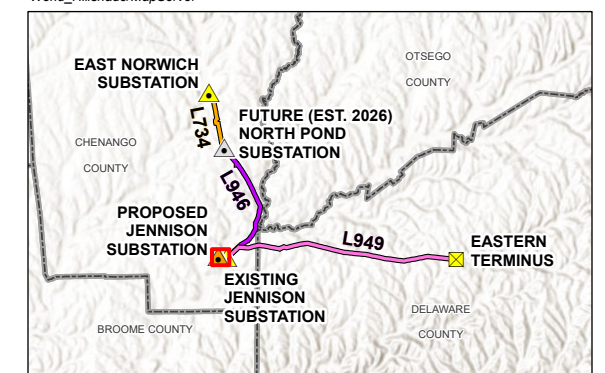 OTSEGO
COUNTY
EAST NORWICH
SUBSTATION
L734
FUTURE (EST. 2026)
NORTH POND
SUBSTATION
CHENANGO
COUNTY
L946
PROPOSED
JENNISON
SUBSTATION
L949
EASTERN
TERMINUS
EXISTING
JENNISON
SUBSTATION
DELAWARE
COUNTY
BROOME COUNTY